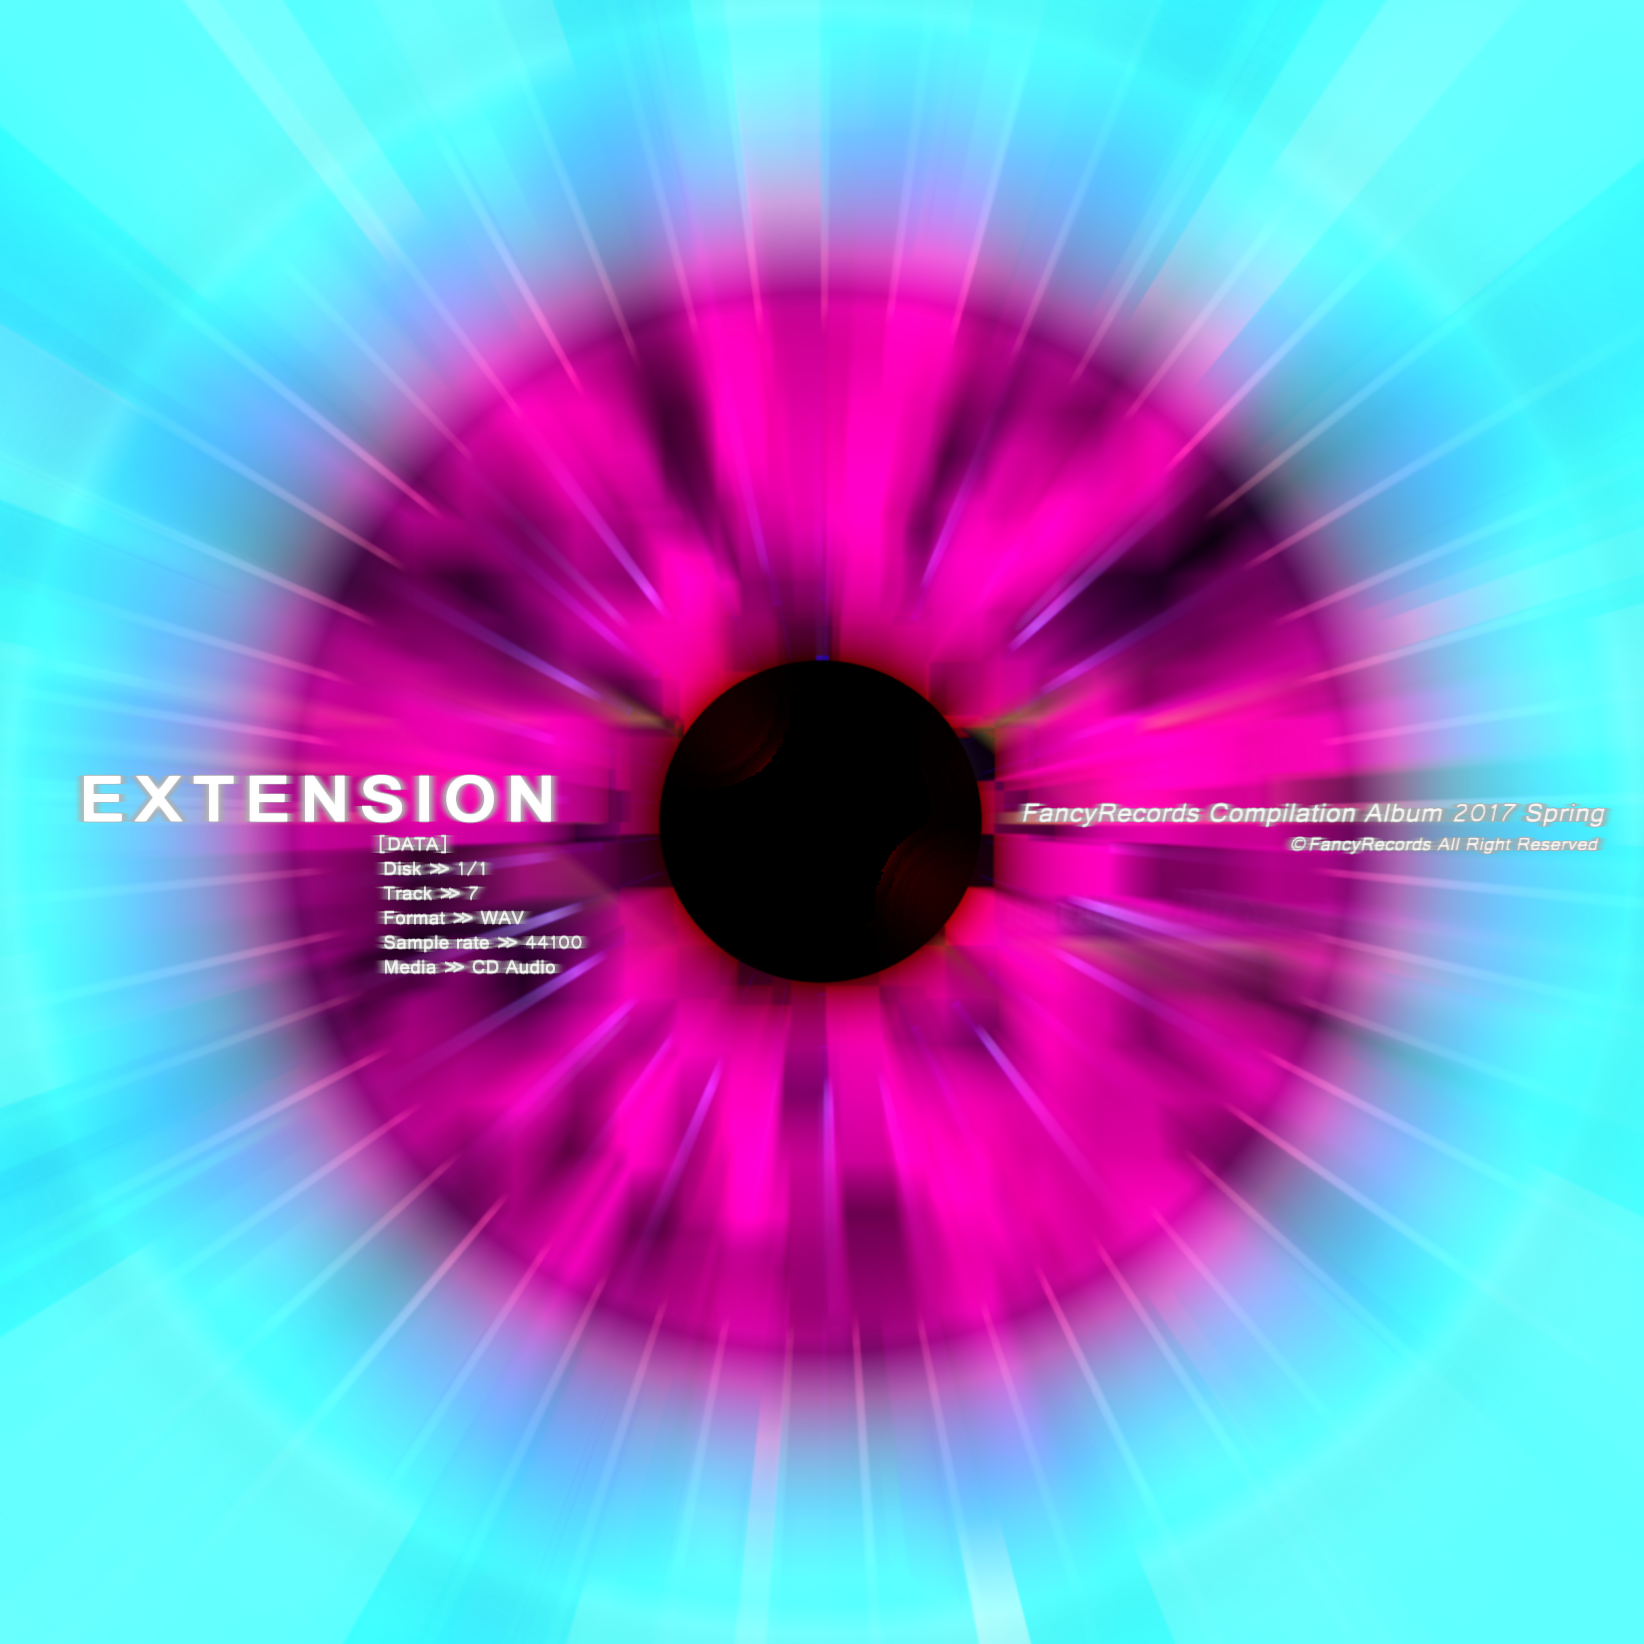 EXTENSION
[DATA]
Disk ≫ 1/1
Track ≫ 7
Format ≫ WAV
Sample rate ≫ 44100
Media ≫ CD Audio
FancyRecords Compilation Album 2017 Spring
©FancyRecords All Right Reserved